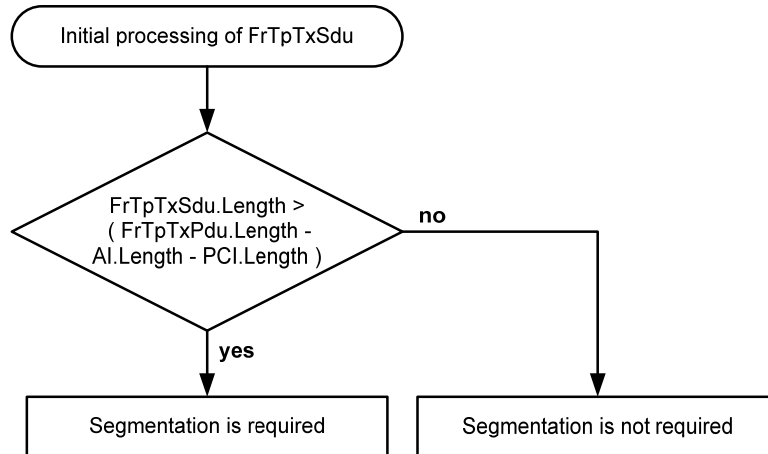 Initial processing of FrTpTxSdu
FrTpTxSdu.Length >
( FrTpTxPdu.Length -
AI.Length - PCI.Length )
no
yes
Segmentation is required
Segmentation is not required